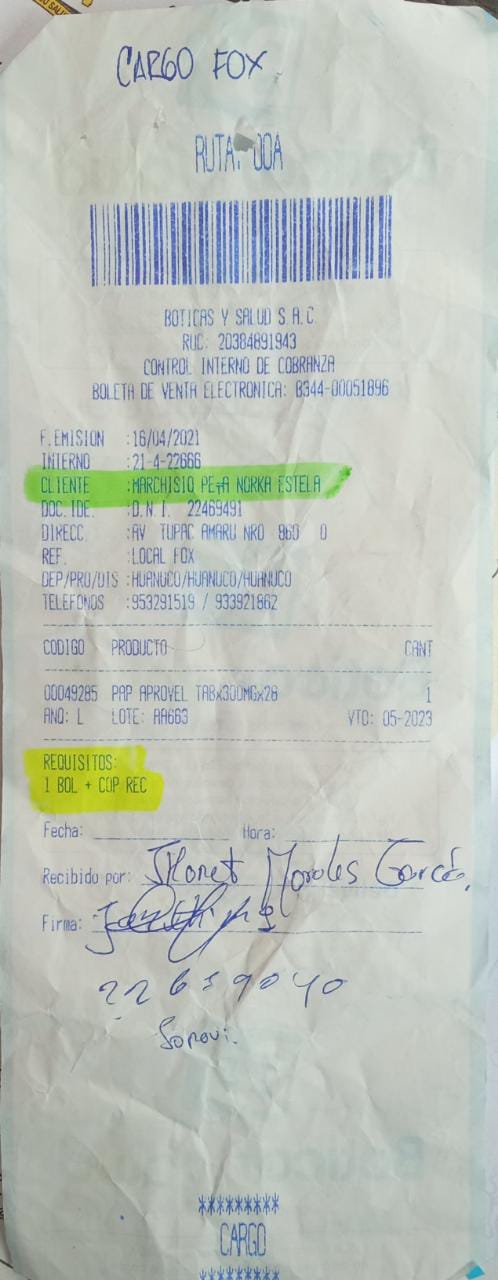 CARGO FOX
RUTA: OOA
BOTICAS Y SALUD S.A.C.
RUC: 20384891943
CONTROL INTERNO DE COBRANZA
BOLETA DE VENTA ELECTRONICA: B344-00051896
F.EMISION :16/04/2021
INTERNO :21-4-22666
CLIENTE :MARCHISIO PE+A NORKA ESTELA
DOC.IDE. :D.N.I. 22469491
DIRECC :AV TUPAC AMARU NRO 860 0
REF. :LOCAL FOX
DEP/PRO/DIS :HUANUCO/HUANUCO/HUANUCO
TELEFONOS :953291519 / 933921862
CODIGO PRODUCTO CANT
00049285 PAP APROVEL TABx300MGx28 1
ANO: L LOTE: AA663 VTO: 05-2023
REQUISITOS:
1 BOL + COP REC
Fecha: Hora:
Recibido por: Morales García
Firma:
22659040
********
CARGO
********